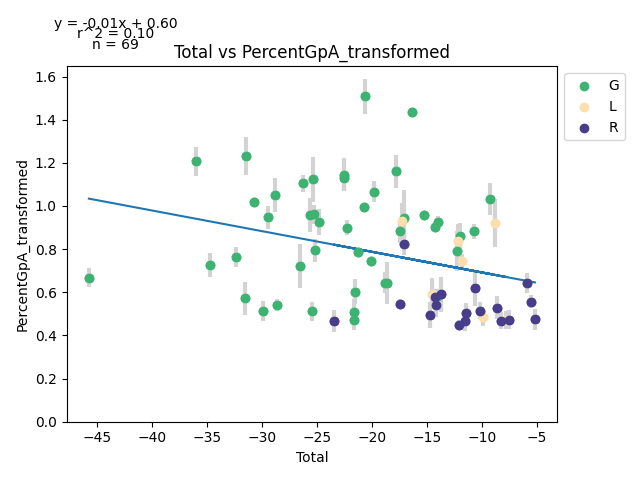 y = -0.01x + 0.60
r^2 = 0.10
n = 69
Total vs PercentGpA_transformed
1.6
1.4
1.2
1.0
0.8
0.6
0.4
0.2
0.0
PercentGpA_transformed
−45
−40
−35
−30
−25
−20
−15
−10
−5
Total
G
L
R